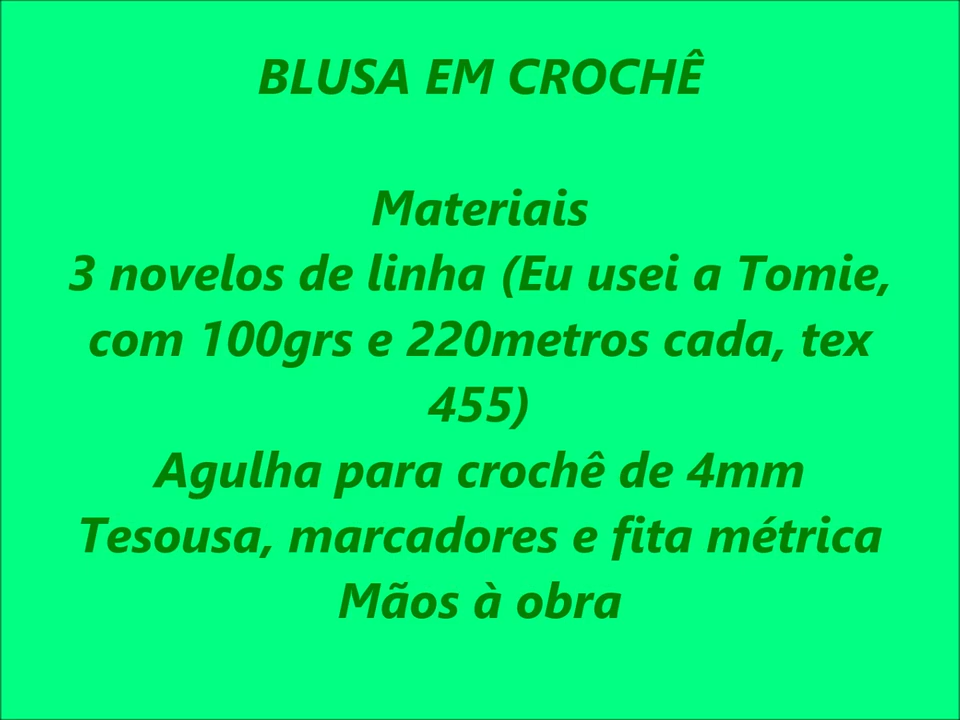 BLUSA EM CROCHÊ
Materiais
3 novelos de linha (Eu usei a Tomie,
com 100grs e 220metros cada, tex
455)
Agulha para crochê de 4mm
Tesousa, marcadores e fita métrica
Mãos à obra